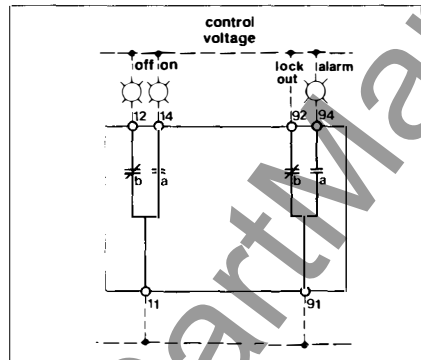 control
voltage
off on
lock
out
alarm
12 14 92 94
b a b a
11 91